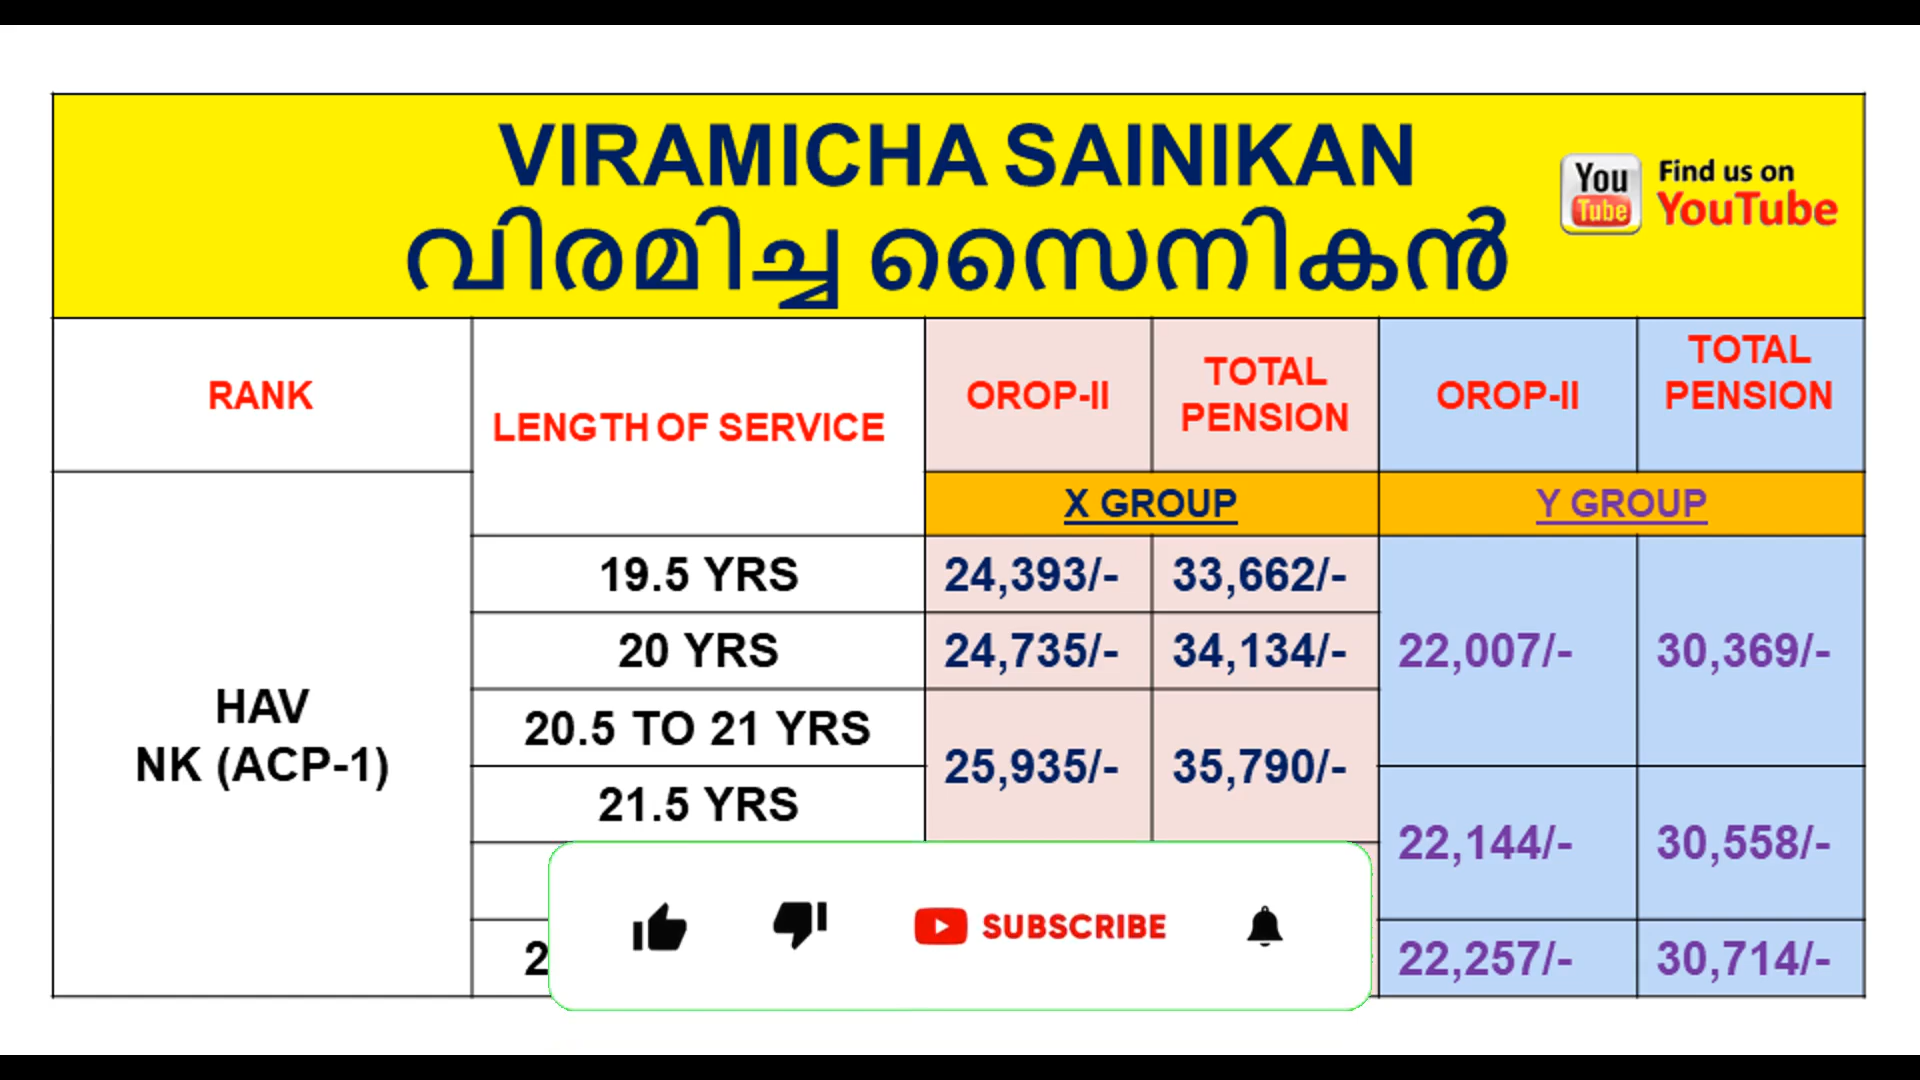 VIRAMICHA SAINIKAN
വിരമിച്ച സൈനികൻ
You Tube
Find us on
YouTube
RANK
LENGTH OF SERVICE
OROP-II
TOTAL
PENSION
OROP-II
TOTAL
PENSION
X GROUP
Y GROUP
HAV
NK (ACP-1)
19.5 YRS
24,393/-
33,662/-
20 YRS
24,735/-
34,134/-
22,007/-
30,369/-
20.5 TO 21 YRS
25,935/-
35,790/-
21.5 YRS
22,144/-
30,558/-
SUBSCRIBE
22,257/-
30,714/-